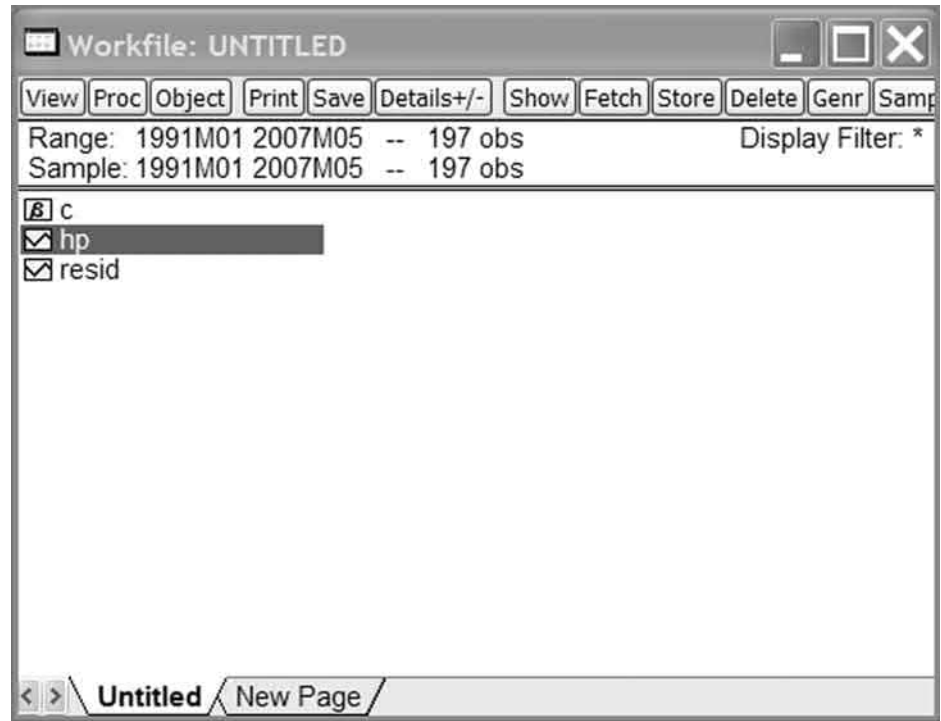 Workfile: UNTITLED
View Proc Object Print Save Details+/- Show Fetch Store Delete Genr Samp
Range: 1991M01 2007M05 -- 197 obs Display Filter: *
Sample: 1991M01 2007M05 -- 197 obs
β c
hp
resid
< > Untitled New Page